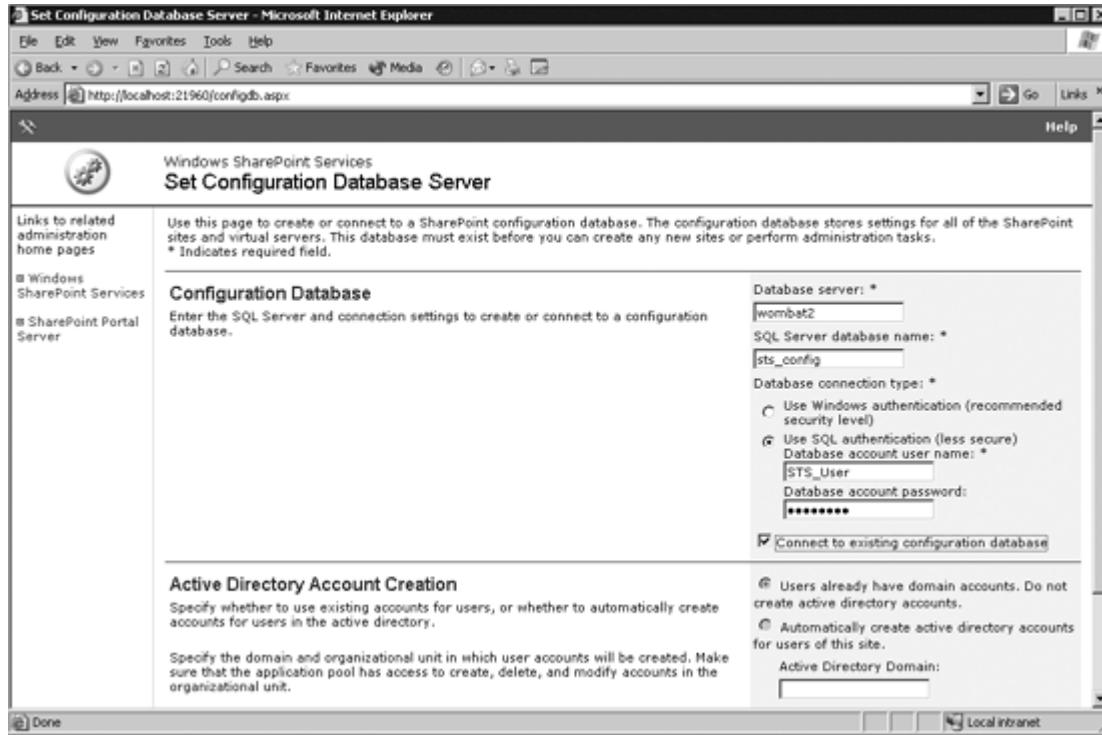 Set Configuration Database Server - Microsoft Internet Explorer
File Edit View Favorites Tools Help
Back Search Favorites Media
Address http://localhost:21960/configdb.aspx Go Links
Help
Windows SharePoint Services
Set Configuration Database Server
Links to related
administration
home pages
Windows
SharePoint Services
SharePoint Portal
Server
Use this page to create or connect to a SharePoint configuration database. The configuration database stores settings for all of the SharePoint
sites and virtual servers. This database must exist before you can create any new sites or perform administration tasks.
* Indicates required field.
Configuration Database
Enter the SQL Server and connection settings to create or connect to a configuration
database.
Database server: *
wombat2
SQL Server database name: *
sts_config
Database connection type: *
Use Windows authentication (recommended
security level)
Use SQL authentication (less secure)
Database account user name: *
STS_User
Database account password:
••••••••
Connect to existing configuration database
Active Directory Account Creation
Specify whether to use existing accounts for users, or whether to automatically create
accounts for users in the active directory.
Specify the domain and organizational unit in which user accounts will be created. Make
sure that the application pool has access to create, delete, and modify accounts in the
organizational unit.
Users already have domain accounts. Do not
create active directory accounts.
Automatically create active directory accounts
for users of this site.
Active Directory Domain:
Done Local intranet